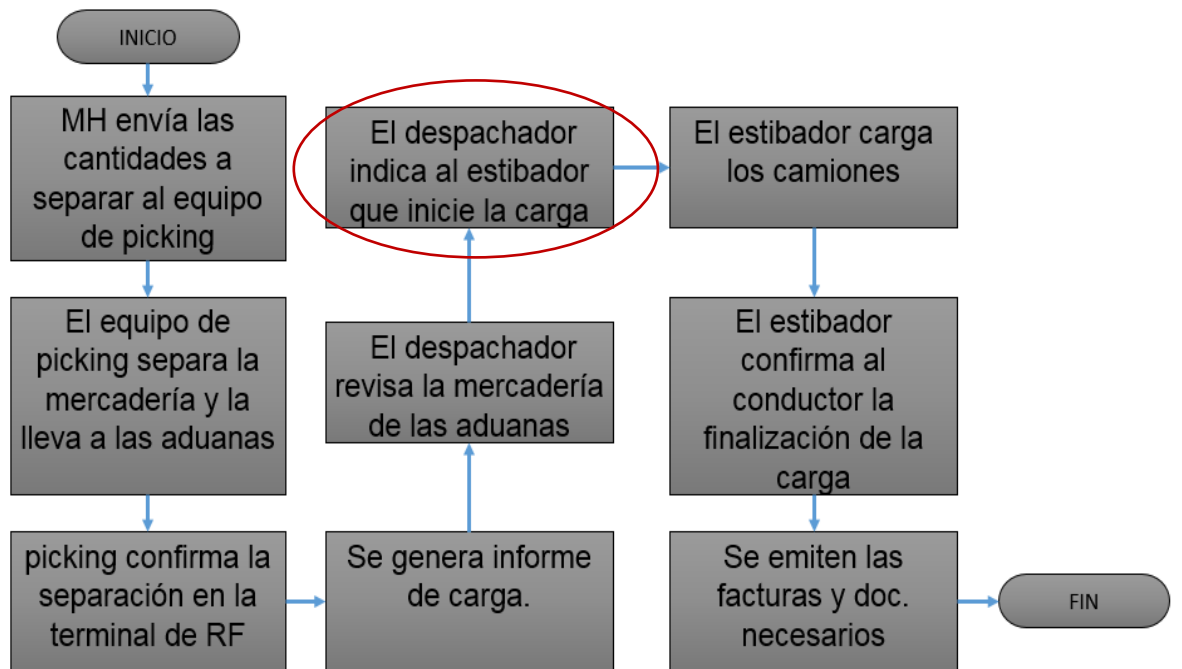 INICIO
MH envía las
cantidades a
separar al equipo
de picking
El equipo de
picking separa la
mercadería y la
lleva a las aduanas
picking confirma la
separación en la
terminal de RF
Se genera informe
de carga.
El despachador
revisa la mercadería
de las aduanas
El despachador
indica al estibador
que inicie la carga
El estibador carga
los camiones
El estibador
confirma al
conductor la
finalización de la
carga
Se emiten las
facturas y doc.
necesarios
FIN